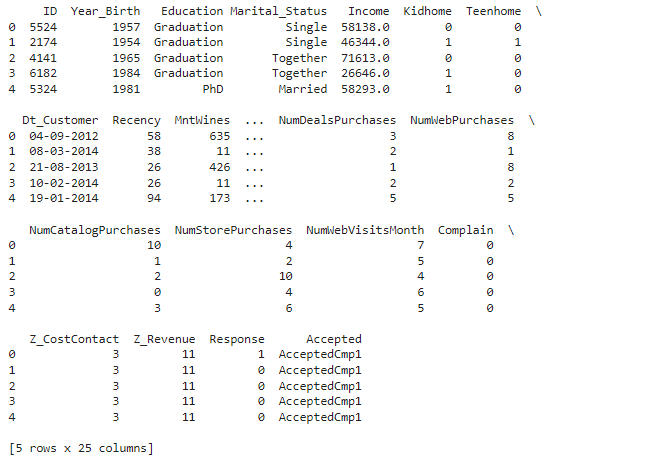 ID Year_Birth Education Marital_Status Income Kidhome Teenhome \
0 5524 1957 Graduation Single 58138.0 0 0
1 2174 1954 Graduation Single 46344.0 1 1
2 4141 1965 Graduation Together 71613.0 0 0
3 6182 1984 Graduation Together 26646.0 1 0
4 5324 1981 PhD Married 58293.0 1 0
Dt_Customer Recency MntWines ... NumDealsPurchases NumWebPurchases \
0 04-09-2012 58 635 ... 3 8
1 08-03-2014 38 11 ... 2 1
2 21-08-2013 26 426 ... 1 8
3 10-02-2014 26 11 ... 2 2
4 19-01-2014 94 173 ... 5 5
NumCatalogPurchases NumStorePurchases NumWebVisitsMonth Complain \
0 10 4 7 0
1 1 2 5 0
2 2 10 4 0
3 0 4 6 0
4 3 6 5 0
Z_CostContact Z_Revenue Response Accepted
0 3 11 1 AcceptedCmp1
1 3 11 0 AcceptedCmp1
2 3 11 0 AcceptedCmp1
3 3 11 0 AcceptedCmp1
4 3 11 0 AcceptedCmp1
[5 rows x 25 columns]